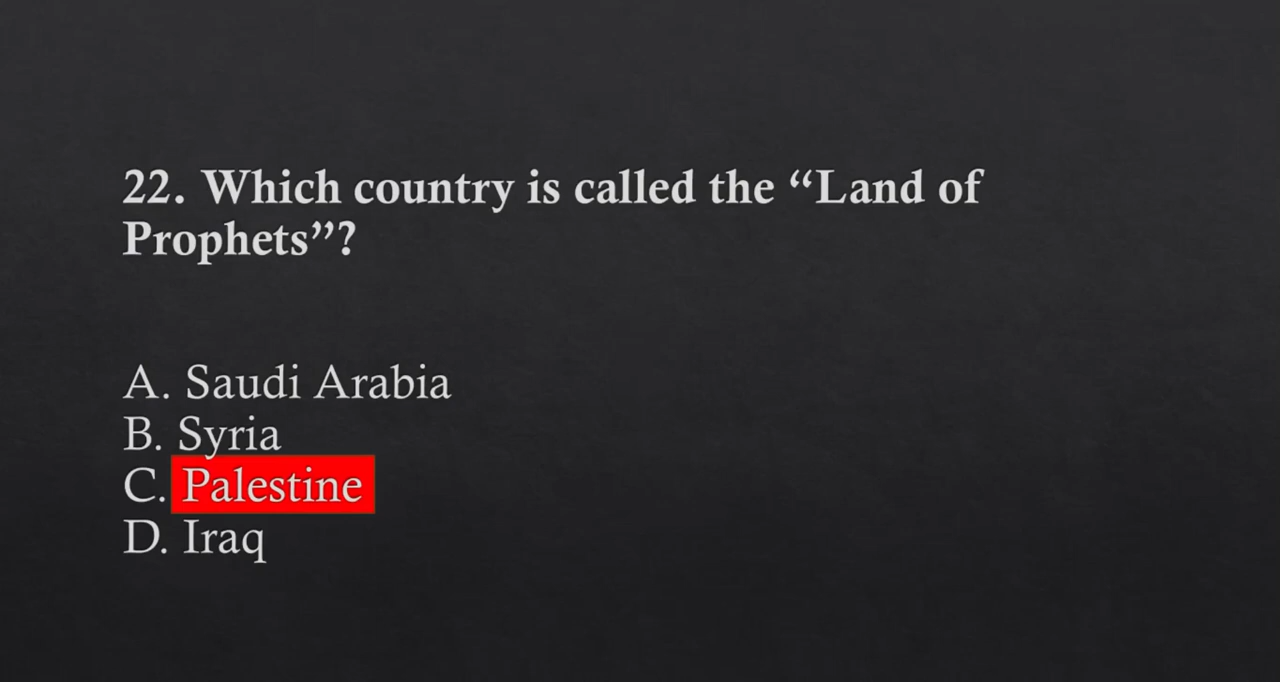 22. Which country is called the “Land of
Prophets”?
A. Saudi Arabia
B. Syria
C. Palestine
D. Iraq